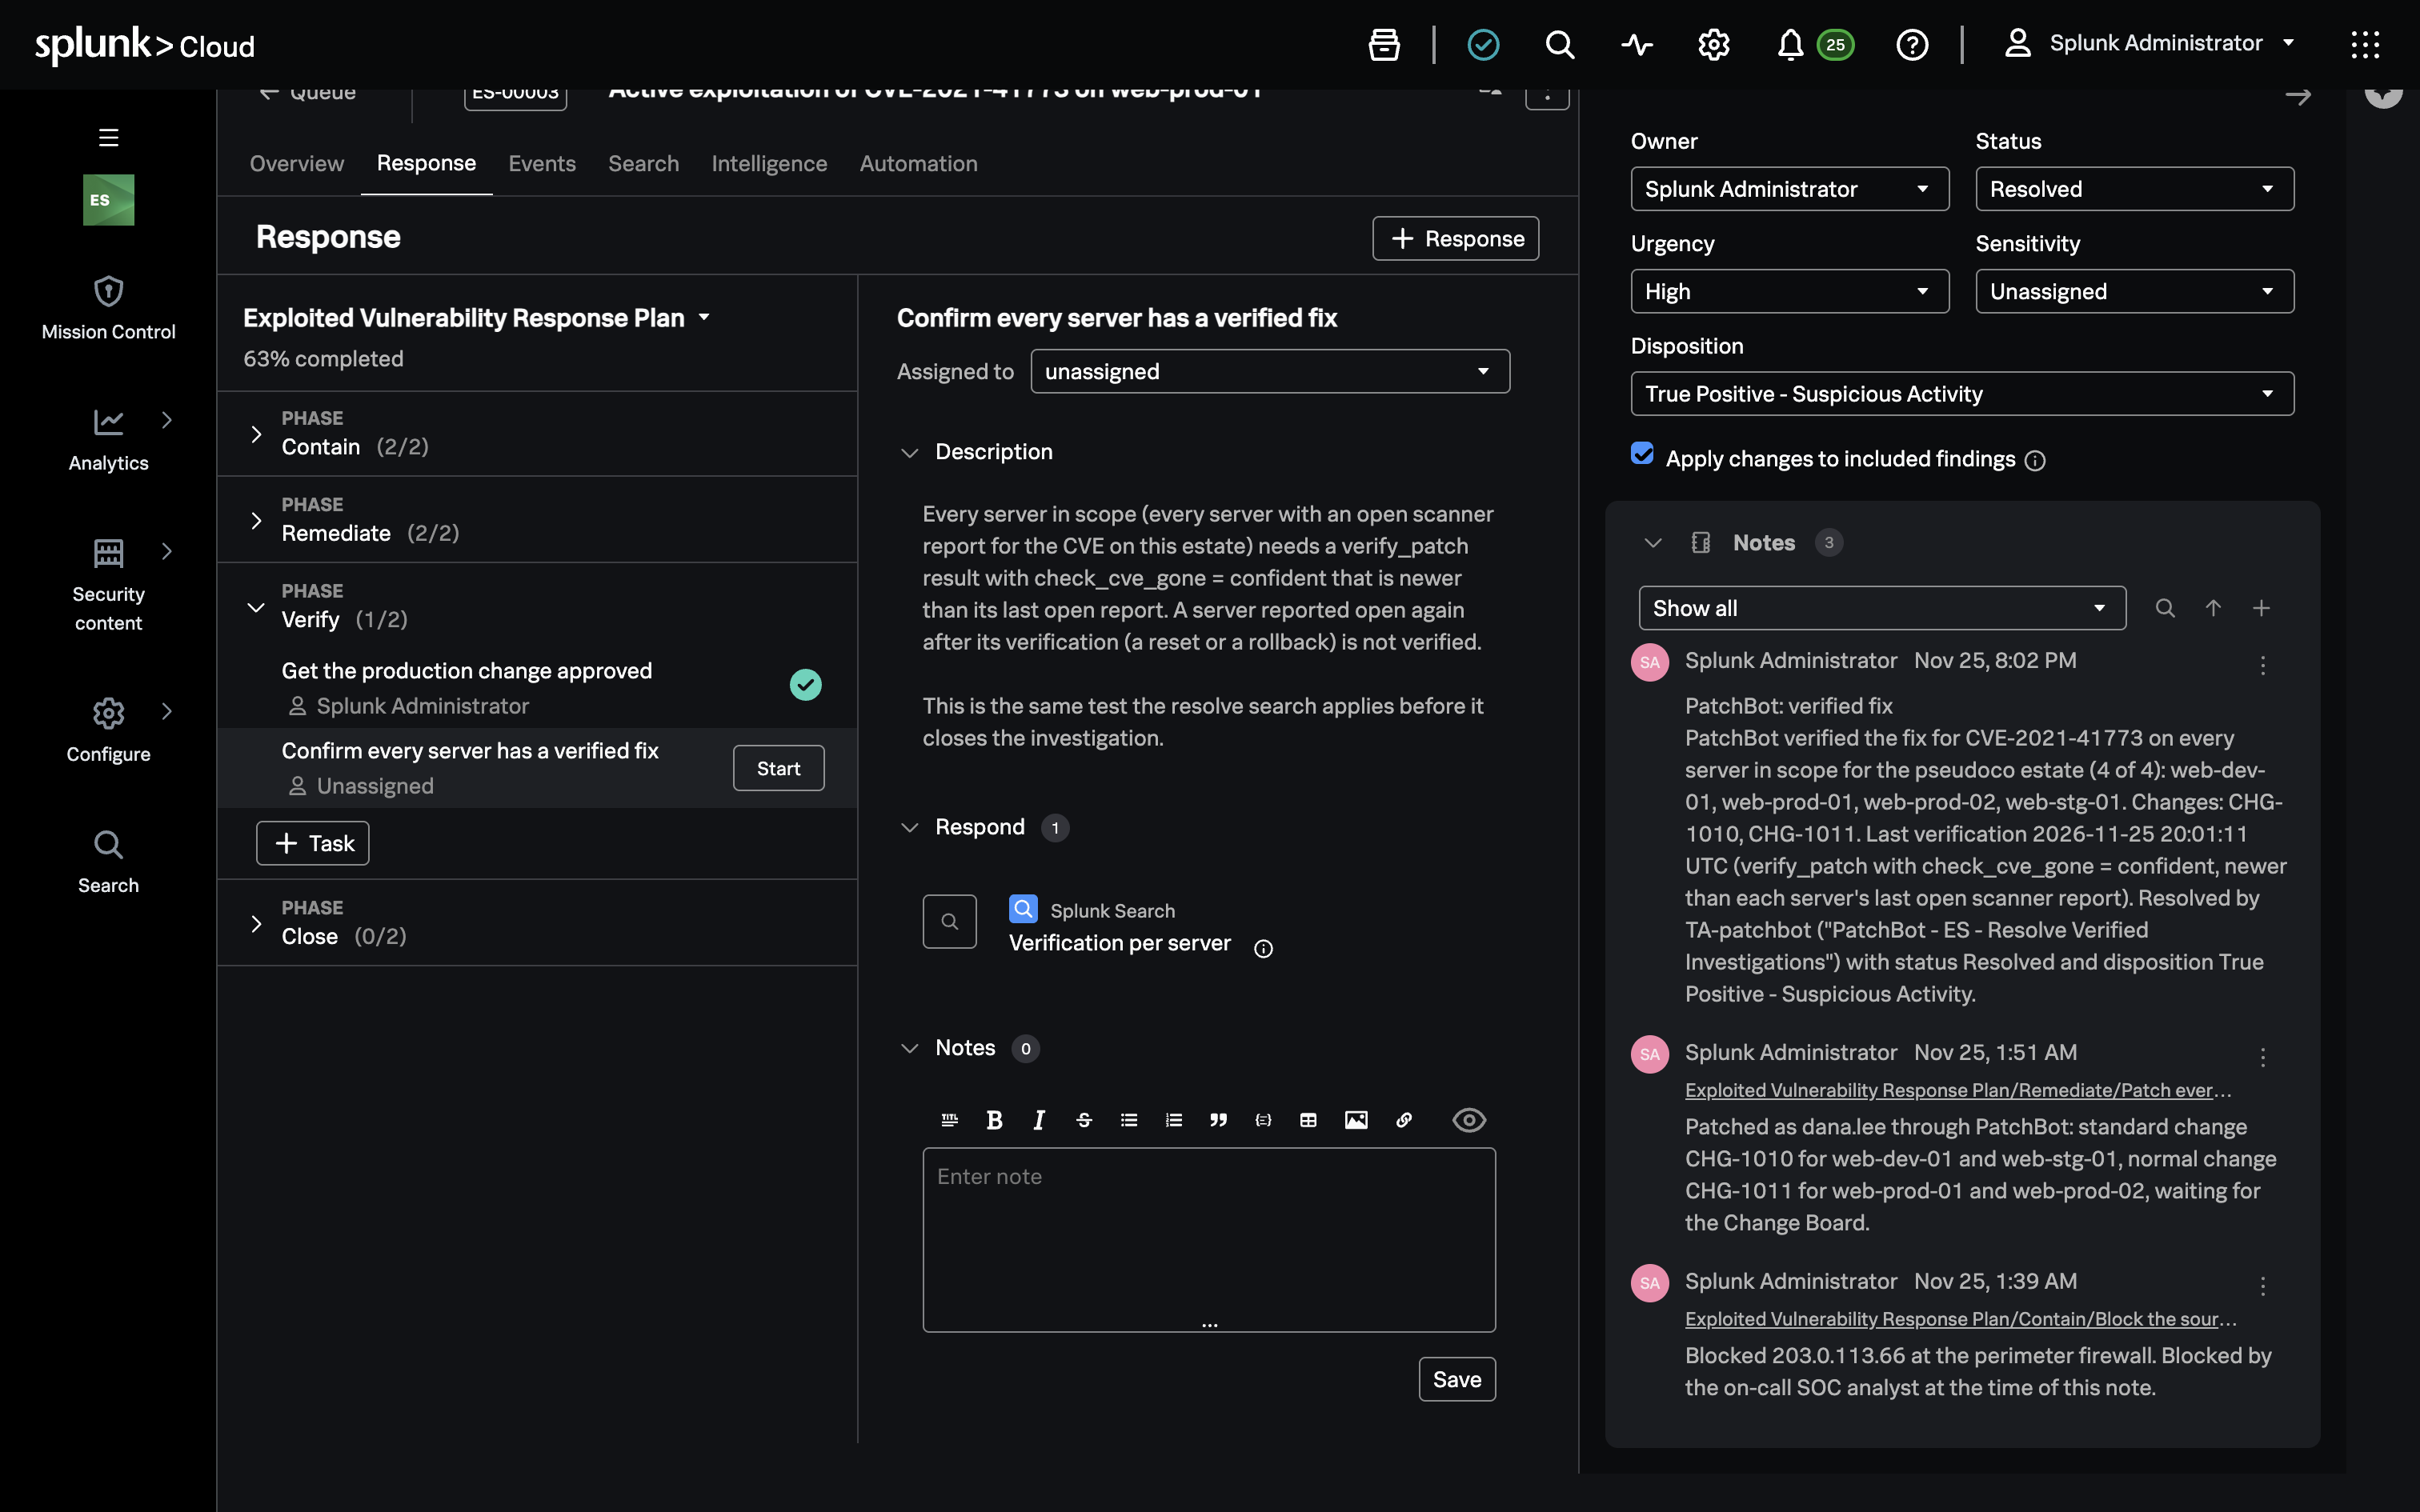 splunk>Cloud
25
Splunk Administrator
Queue
ES-00003
Active exploitation of CVE-2021-41773 on web-prod-01
Overview
Response
Events
Search
Intelligence
Automation
ES
Mission Control
Analytics
Security
content
Configure
Search
Response
Response
Exploited Vulnerability Response Plan
63% completed
PHASE
Contain (2/2)
PHASE
Remediate (2/2)
PHASE
Verify (1/2)
Get the production change approved
Splunk Administrator
Confirm every server has a verified fix
Unassigned
Start
Task
PHASE
Close (0/2)
Confirm every server has a verified fix
Assigned to
unassigned
Description
Every server in scope (every server with an open scanner
report for the CVE on this estate) needs a verify_patch
result with check_cve_gone = confident that is newer
than its last open report. A server reported open again
after its verification (a reset or a rollback) is not verified.
This is the same test the resolve search applies before it
closes the investigation.
Respond 1
Splunk Search
Verification per server
Notes 0
Enter note
Save
Owner
Status
Splunk Administrator
Resolved
Urgency
Sensitivity
High
Unassigned
Disposition
True Positive - Suspicious Activity
Apply changes to included findings
Notes 3
Show all
SA
Splunk Administrator Nov 25, 8:02 PM
PatchBot: verified fix
PatchBot verified the fix for CVE-2021-41773 on every
server in scope for the pseudoco estate (4 of 4): web-dev-
01, web-prod-01, web-prod-02, web-stg-01. Changes: CHG-
1010, CHG-1011. Last verification 2026-11-25 20:01:11
UTC (verify_patch with check_cve_gone = confident, newer
than each server's last open scanner report). Resolved by
TA-patchbot ("PatchBot - ES - Resolve Verified
Investigations") with status Resolved and disposition True
Positive - Suspicious Activity.
SA
Splunk Administrator Nov 25, 1:51 AM
Exploited Vulnerability Response Plan/Remediate/Patch ever...
Patched as dana.lee through PatchBot: standard change
CHG-1010 for web-dev-01 and web-stg-01, normal change
CHG-1011 for web-prod-01 and web-prod-02, waiting for
the Change Board.
SA
Splunk Administrator Nov 25, 1:39 AM
Exploited Vulnerability Response Plan/Contain/Block the sour...
Blocked 203.0.113.66 at the perimeter firewall. Blocked by
the on-call SOC analyst at the time of this note.